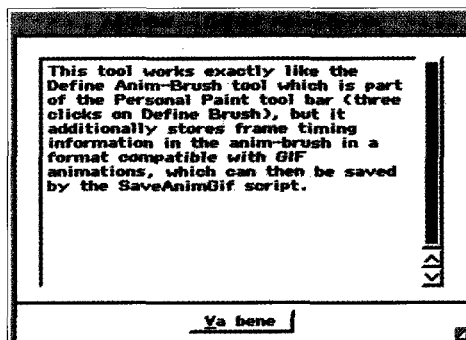 This tool works exactly like the
Define Anim-Brush tool which is part
of the Personal Paint tool bar (three
clicks on Define Brush), but it
additionally stores frame timing
information in the anim-brush in a
format compatible with GIF
animations, which can then be saved
by the SaveAnimGif script.
Va bene